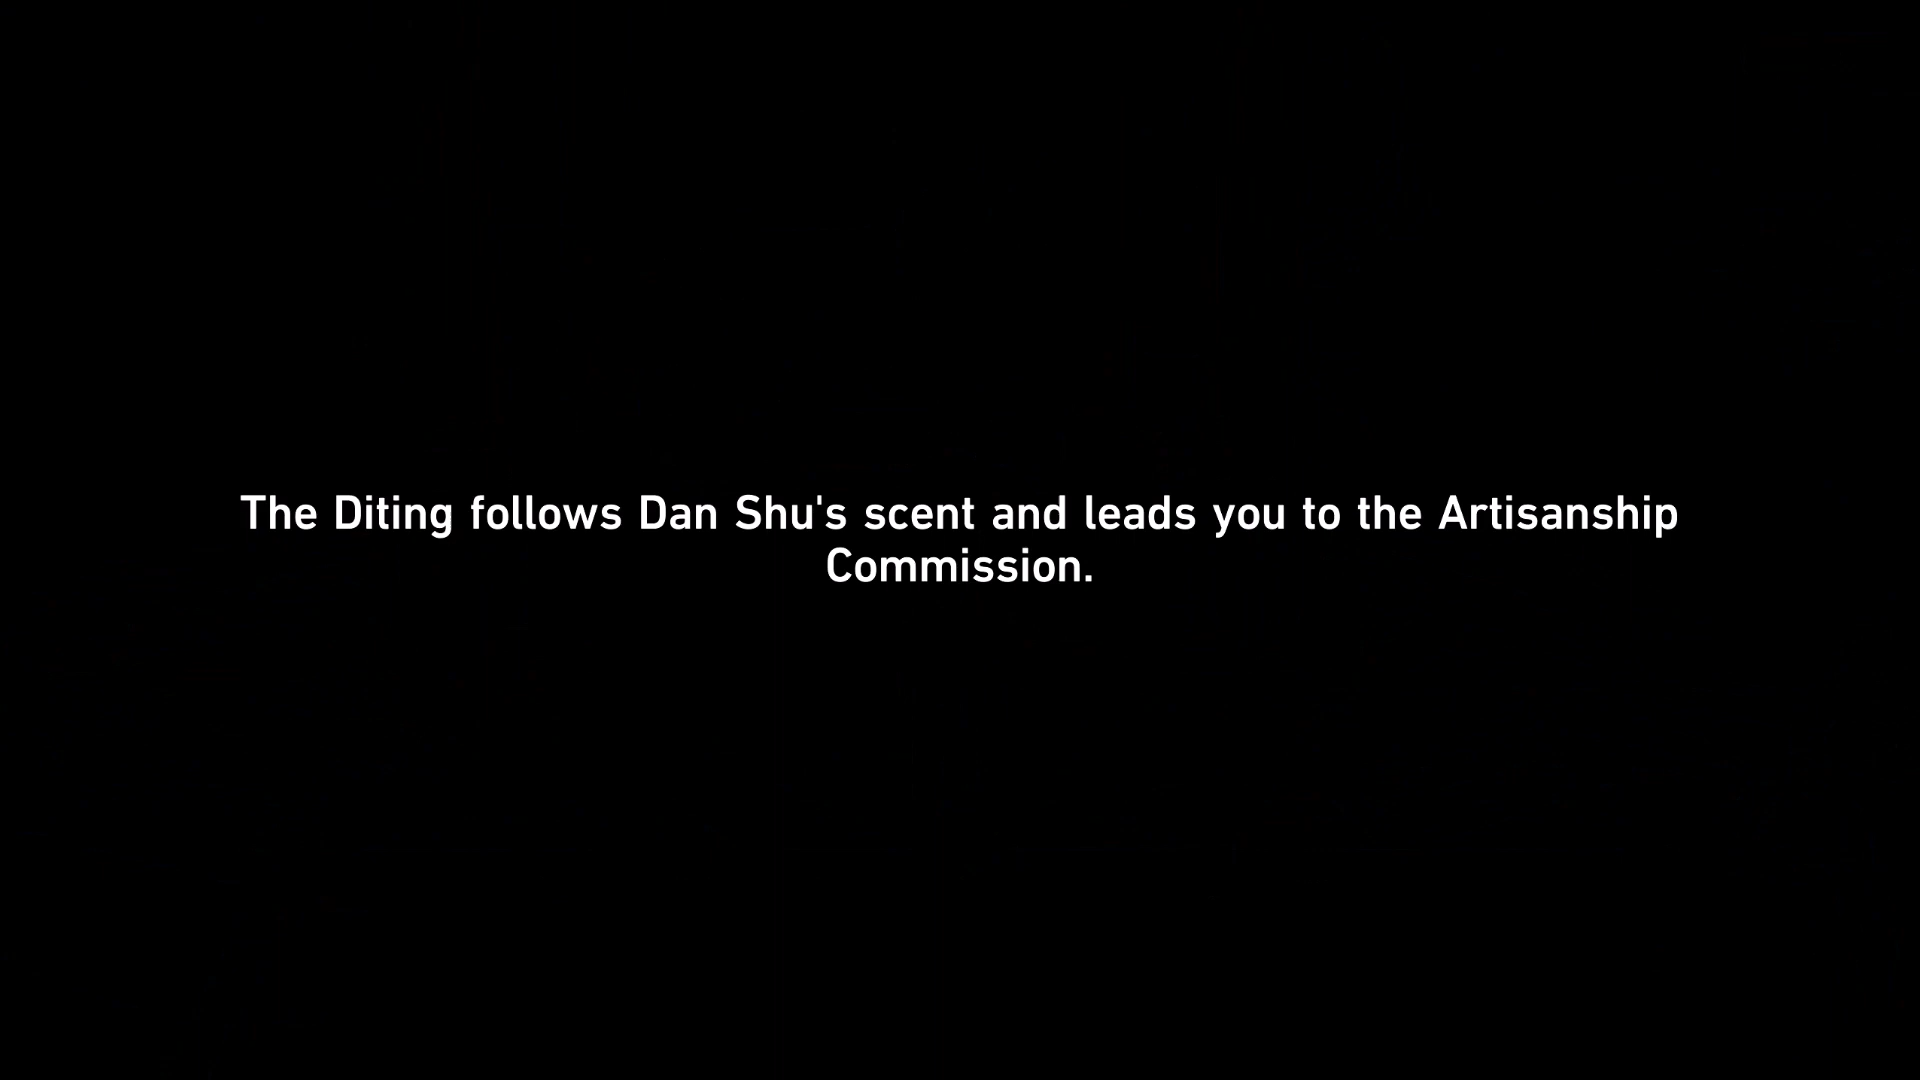 The Diting follows Dan Shu's scent and leads you to the Artisanship
Commission.